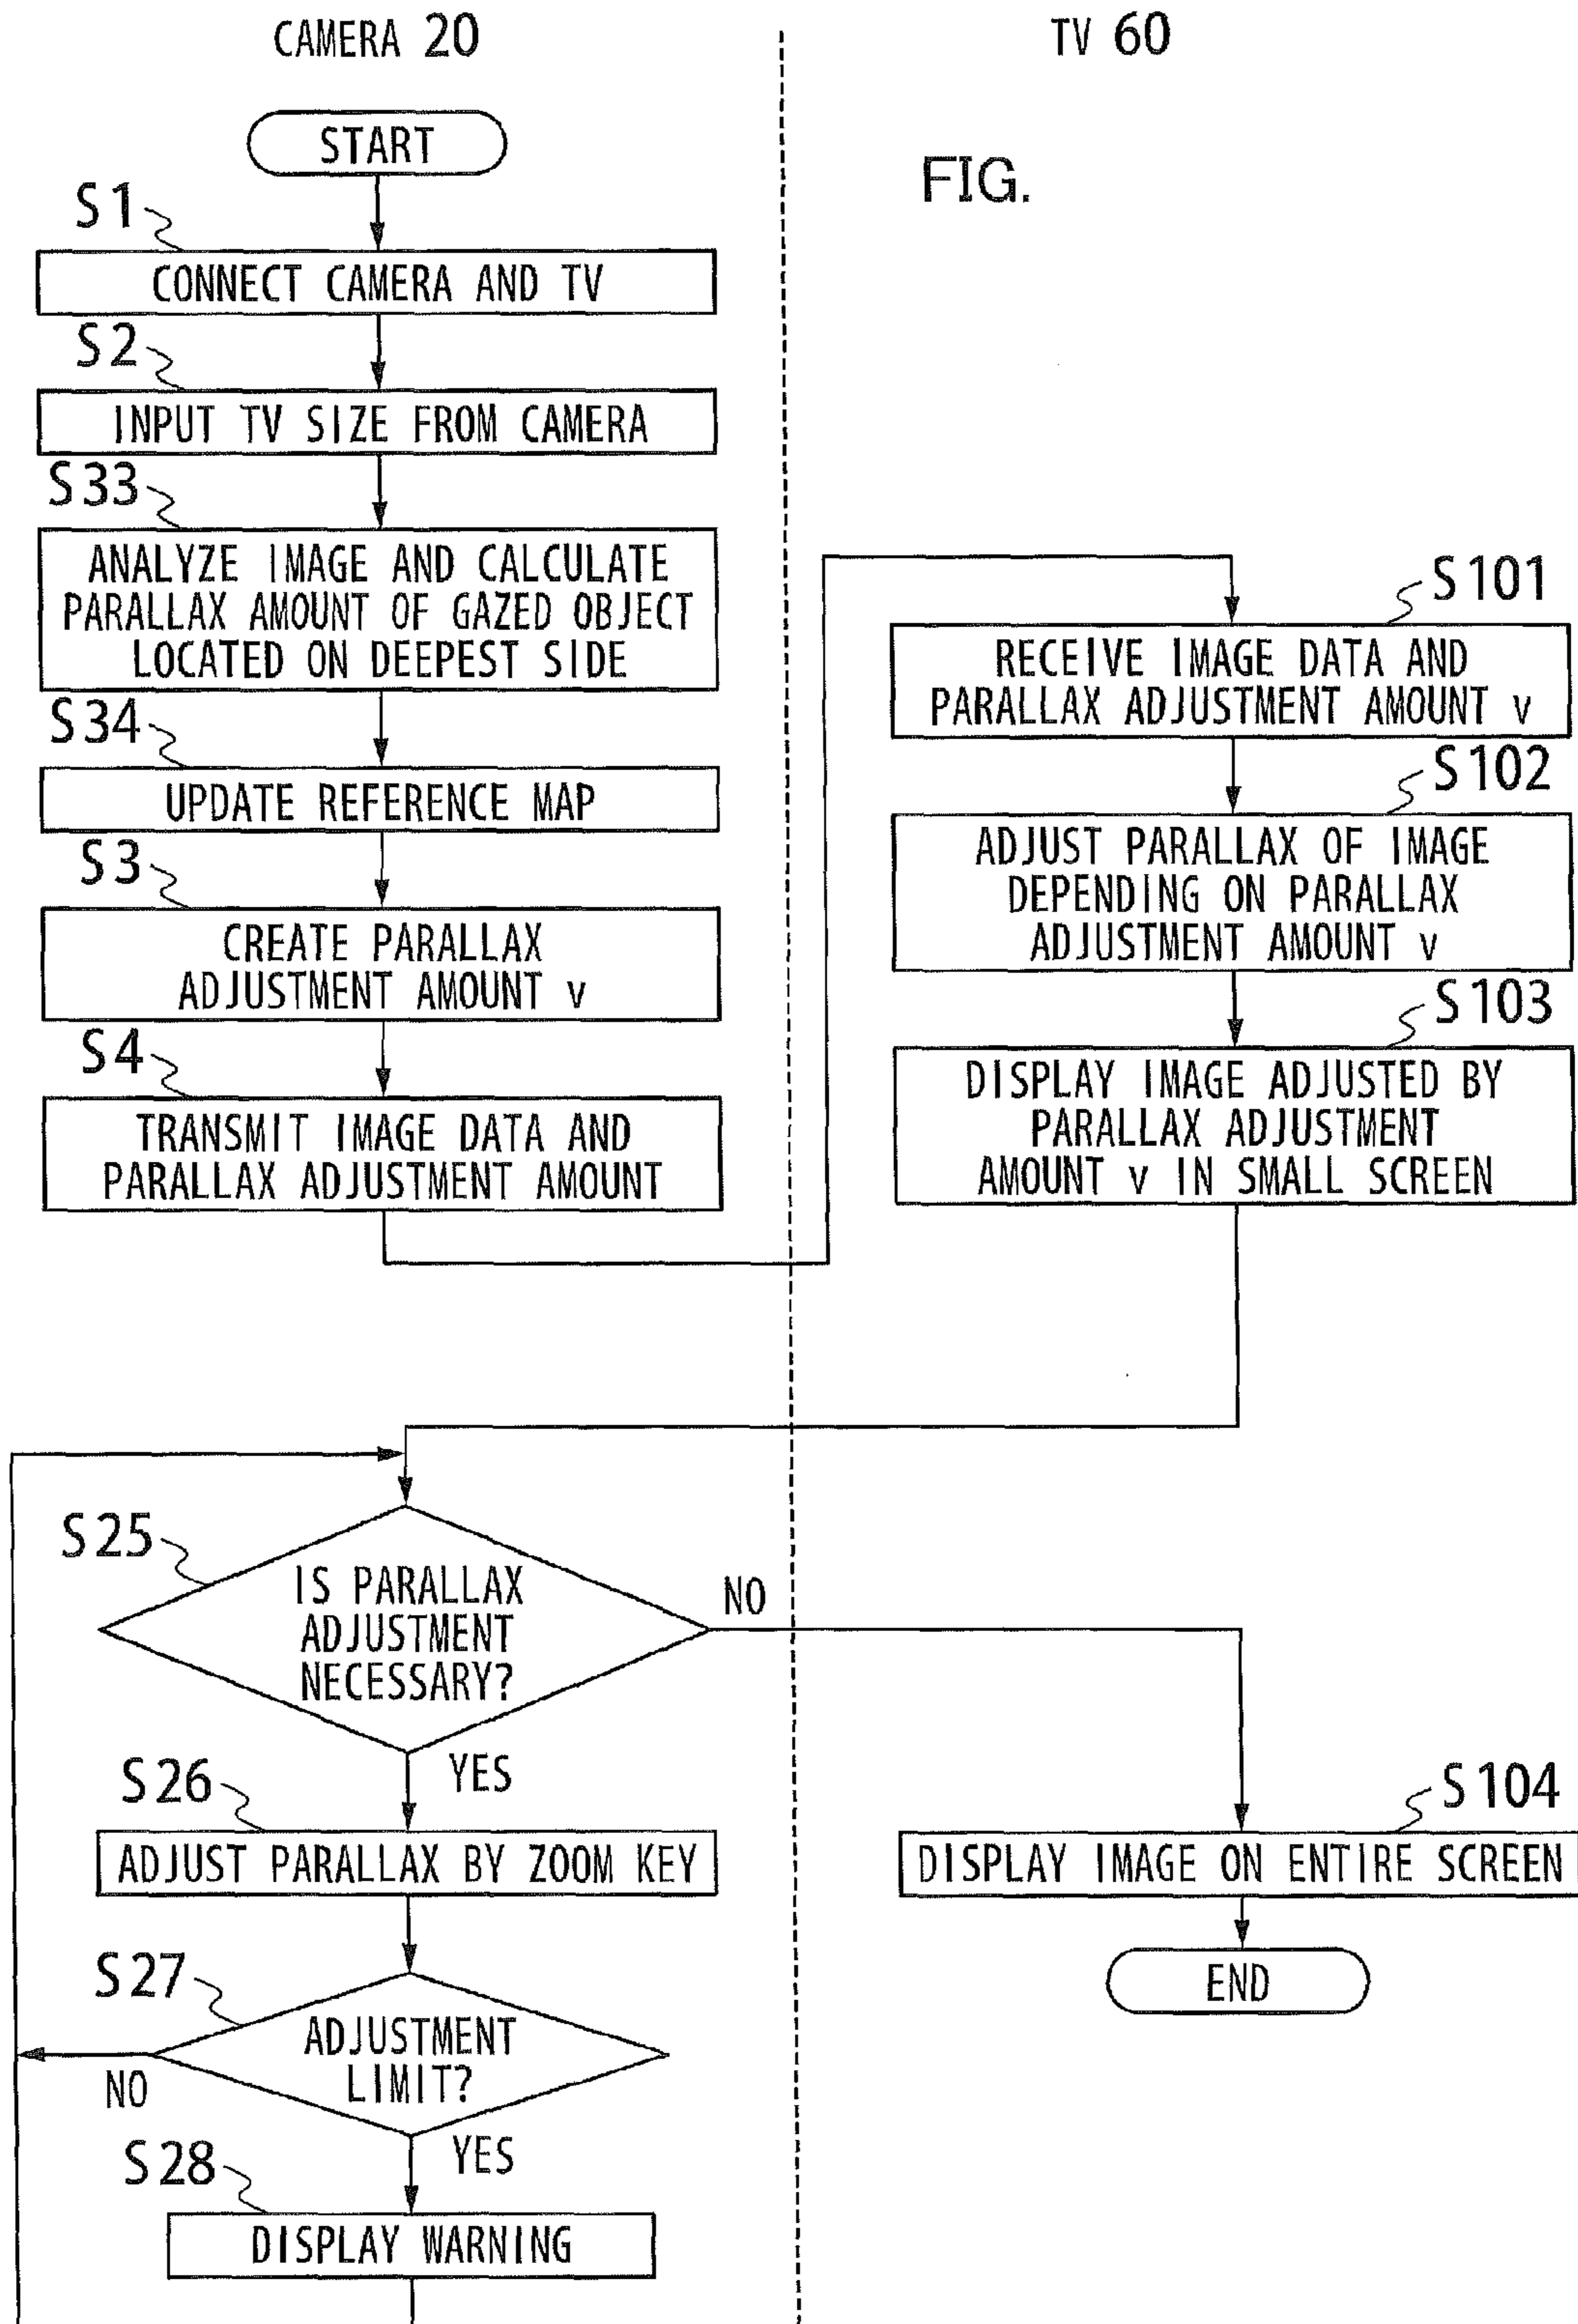 CAMERA 20
TV 60
FIG.
START
S1
CONNECT CAMERA AND TV
S2
INPUT TV SIZE FROM CAMERA
S33
ANALYZE IMAGE AND CALCULATE
PARALLAX AMOUNT OF GAZED OBJECT
LOCATED ON DEEPEST SIDE
S34
UPDATE REFERENCE MAP
S3
CREATE PARALLAX
ADJUSTMENT AMOUNT v
S4
TRANSMIT IMAGE DATA AND
PARALLAX ADJUSTMENT AMOUNT
S101
RECEIVE IMAGE DATA AND
PARALLAX ADJUSTMENT AMOUNT v
S102
ADJUST PARALLAX OF IMAGE
DEPENDING ON PARALLAX
ADJUSTMENT AMOUNT v
S103
DISPLAY IMAGE ADJUSTED BY
PARALLAX ADJUSTMENT
AMOUNT v IN SMALL SCREEN
S25
IS PARALLAX
ADJUSTMENT
NECESSARY?
NO
YES
S26
ADJUST PARALLAX BY ZOOM KEY
S27
ADJUSTMENT
LIMIT?
NO
YES
S28
DISPLAY WARNING
S104
DISPLAY IMAGE ON ENTIRE SCREEN
END